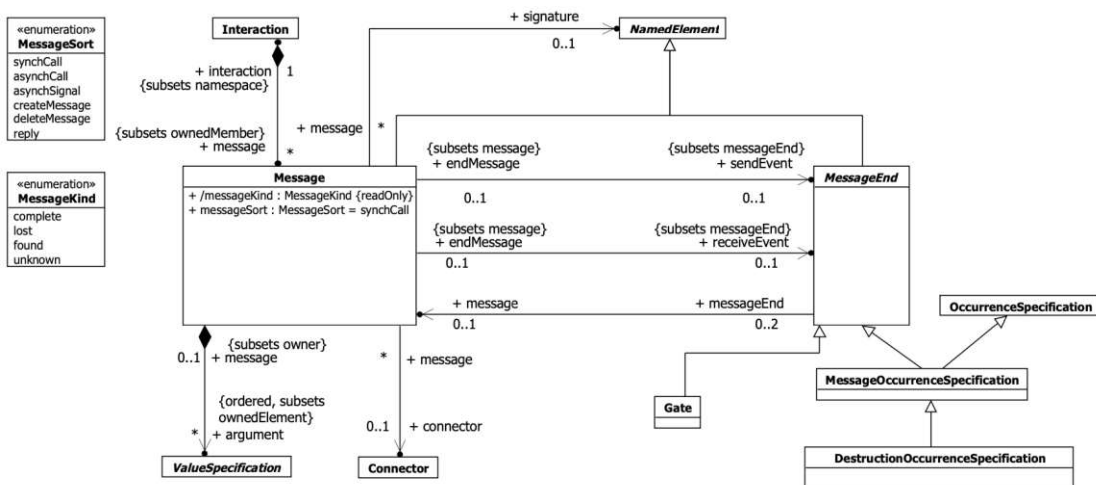 «enumeration»
MessageSort
synchCall
asynchCall
asynchSignal
createMessage
deleteMessage
reply
«enumeration»
MessageKind
complete
lost
found
unknown
Interaction
+ interaction 1
{subsets namespace}
{subsets ownedMember}
+ message
*
+ signature
0..1
NamedElement
+ message *
Message
+ /messageKind : MessageKind {readOnly}
+ messageSort : MessageSort = synchCall
{subsets message}
+ endMessage
0..1
{subsets messageEnd}
+ sendEvent
0..1
MessageEnd
{subsets message}
+ endMessage
0..1
{subsets messageEnd}
+ receiveEvent
0..1
+ message
0..1
+ messageEnd
0..2
OccurrenceSpecification
{subsets owner}
0..1 + message
{ordered, subsets
ownedElement}
* + argument
ValueSpecification
* + message
0..1 + connector
Connector
Gate
MessageOccurrenceSpecification
DestructionOccurrenceSpecification